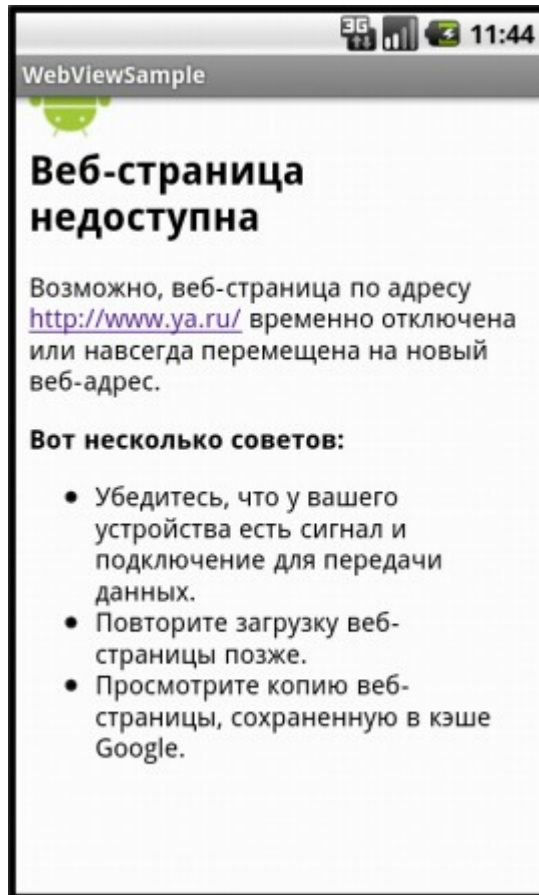 3G 11:44
WebViewSample
Веб-страница
недоступна
Возможно, веб-страница по адресу
http://www.ya.ru/ временно отключена
или навсегда перемещена на новый
веб-адрес.
Вот несколько советов:
Убедитесь, что у вашего
устройства есть сигнал и
подключение для передачи
данных.
Повторите загрузку веб-
страницы позже.
Просмотрите копию веб-
страницы, сохраненную в кэше
Google.